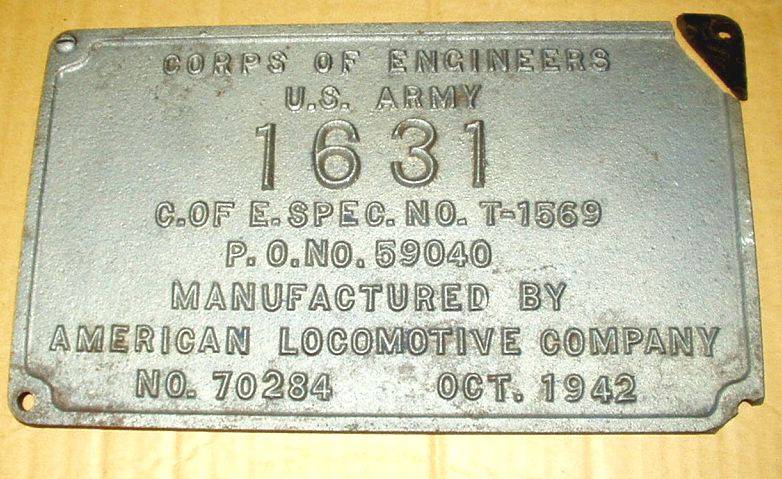 CORPS OF ENGINEERS
U.S. ARMY
1631
C.OF E. SPEC. NO. T-1569
P.O.NO. 59040
MANUFACTURED BY
AMERICAN LOCOMOTIVE COMPANY
NO. 70284 OCT. 1942